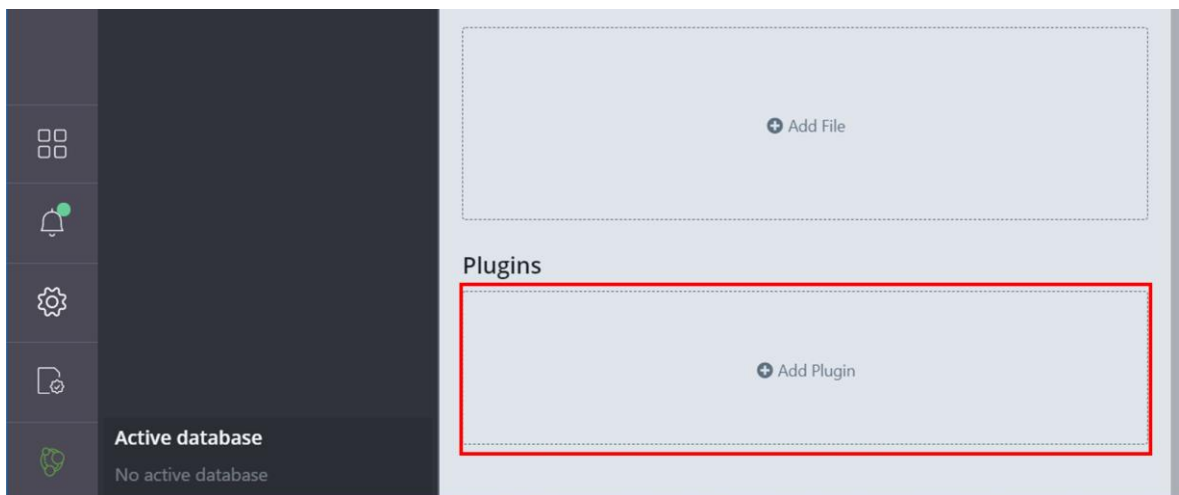 Add File
Plugins
Add Plugin
Active database
No active database